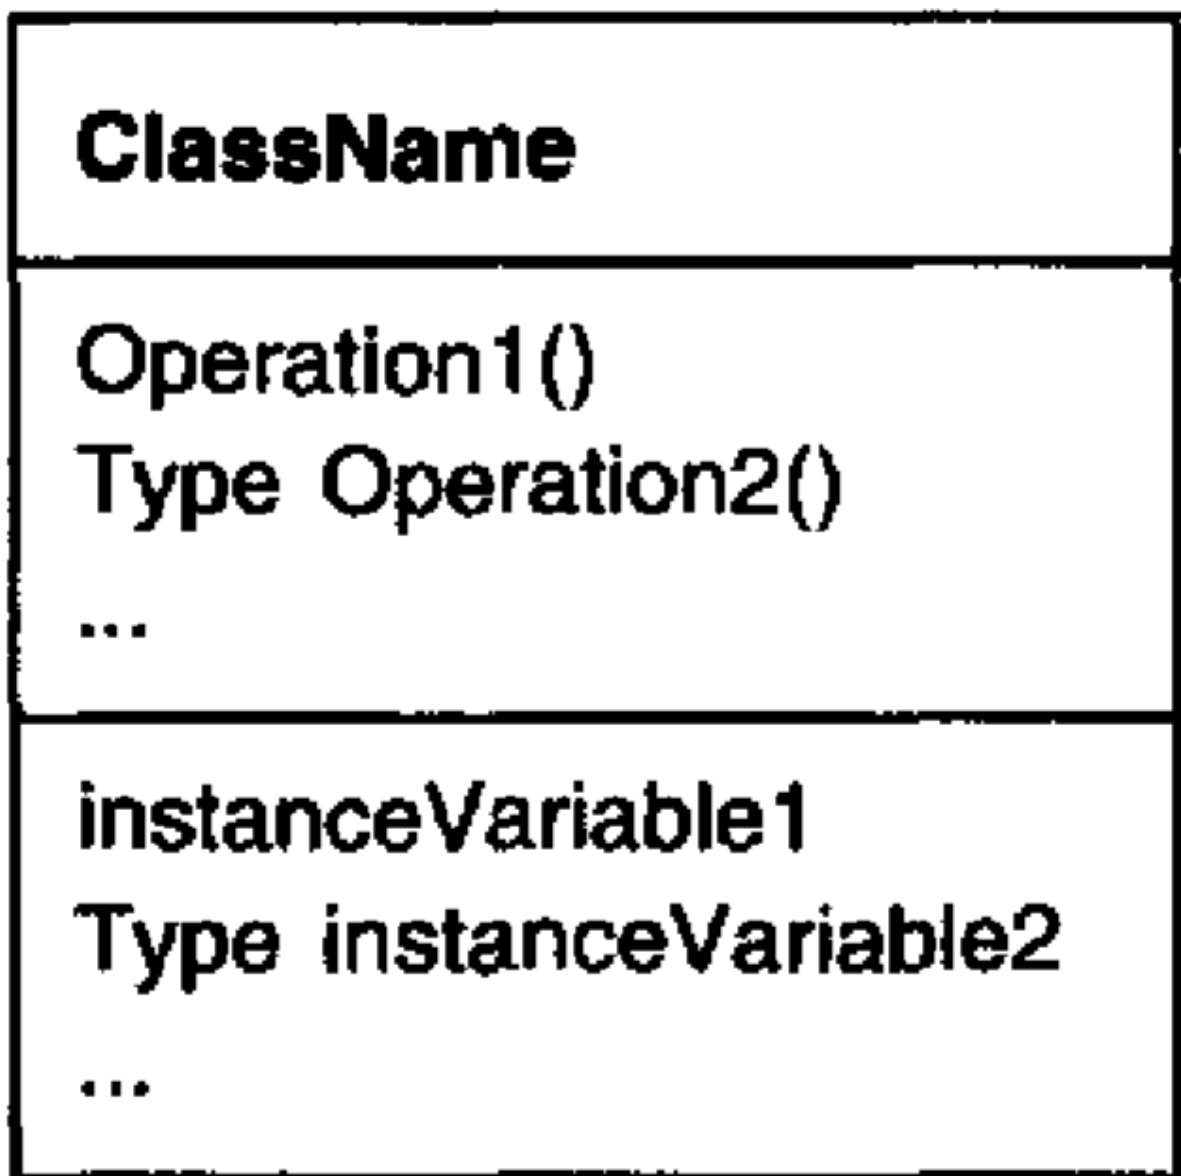 ClassName
Operation1()
Type Operation2()
...
instanceVariable1
Type instanceVariable2
...